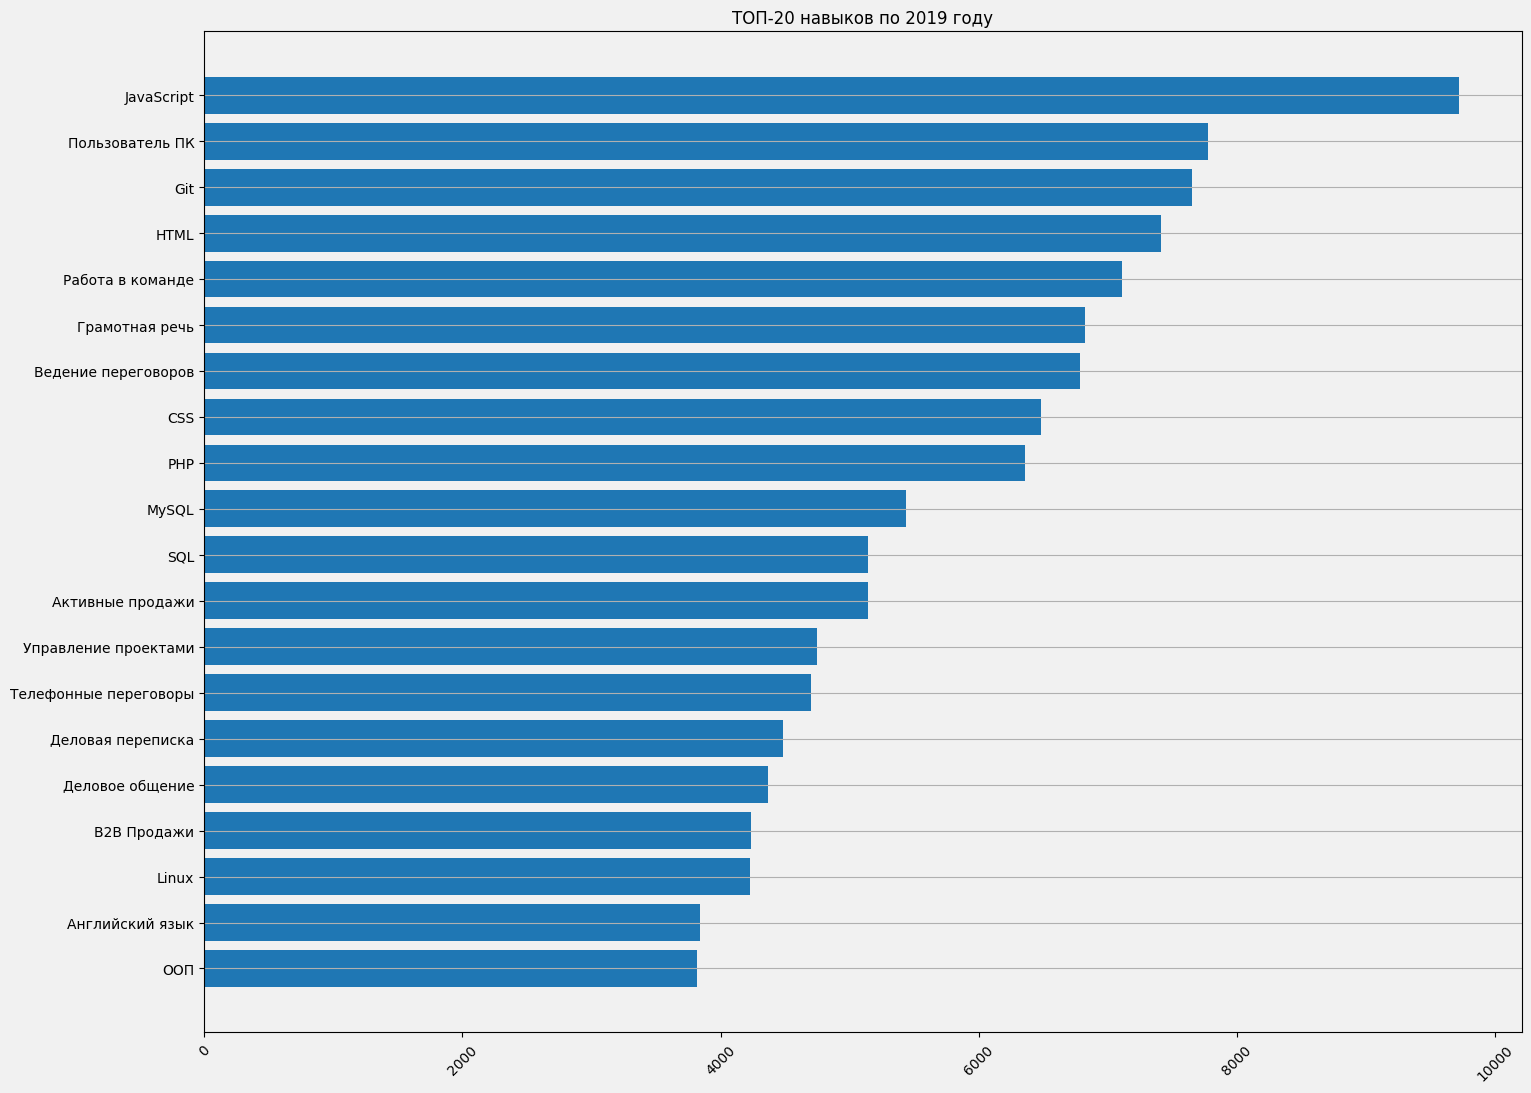 ТОП-20 навыков по 2019 году
JavaScript
Пользователь ПК
Git
HTML
Работа в команде
Грамотная речь
Ведение переговоров
CSS
PHP
MySQL
SQL
Активные продажи
Управление проектами
Телефонные переговоры
Деловая переписка
Деловое общение
B2B Продажи
Linux
Английский язык
ООП
0
2000
4000
6000
8000
10000